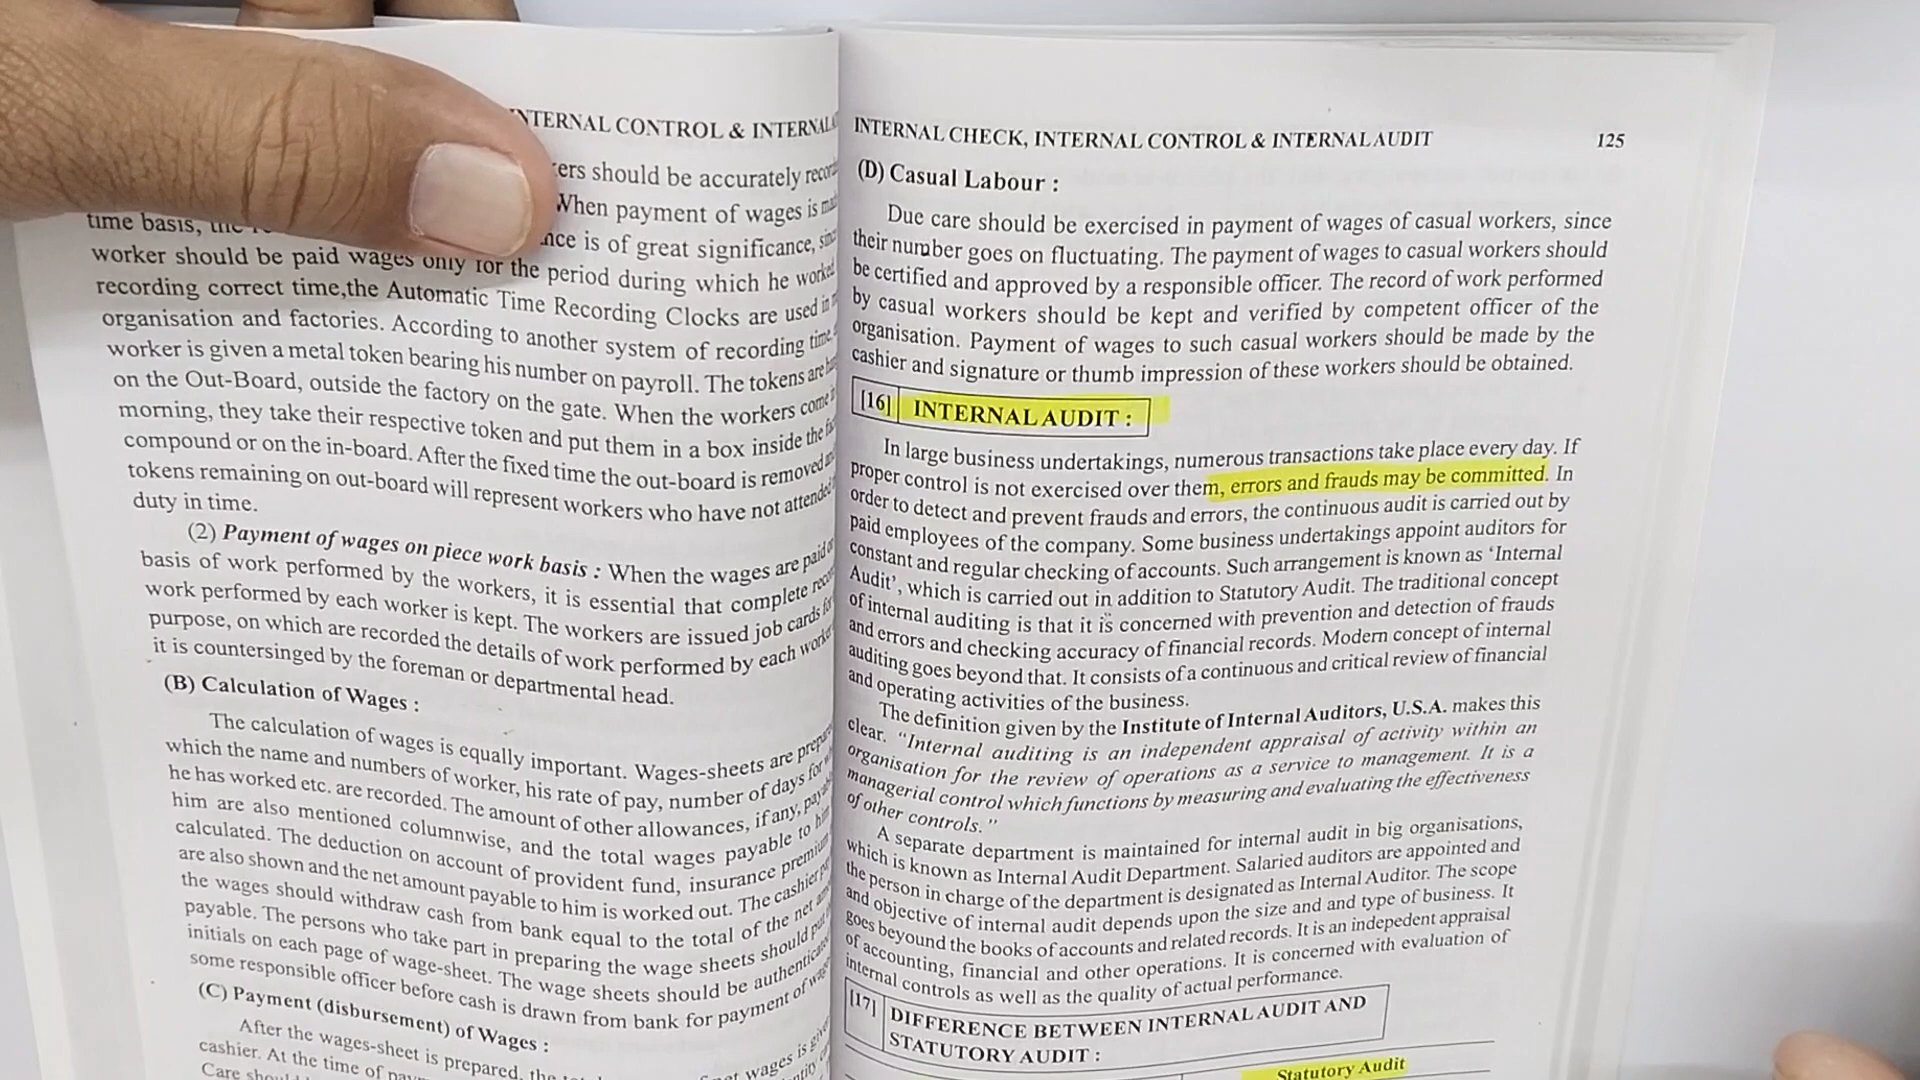 NTERNAL CONTROL & INTERNAL
ers should be accurately
When payment of wages is
nce is of great significance,
time basis,
worker should be paid wages only for the period during which he worked
recording correct time,the Automatic Time Recording Clocks are used in
organisation and factories. According to another system of recording time,
worker is given a metal token bearing his number on payroll. The tokens are
on the Out-Board, outside the factory on the gate. When the workers come
morning, they take their respective token and put them in a box inside the
compound or on the in-board. After the fixed time the out-board is removed
tokens remaining on out-board will represent workers who have not attended
duty in time.
(2) Payment of wages on piece work basis : When the wages are paid
basis of work performed by the workers, it is essential that complete
work performed by each worker is kept. The workers are issued job cards
purpose, on which are recorded the details of work performed by each
it is countersinged by the foreman or departmental head.
(B) Calculation of Wages :
The calculation of wages is equally important. Wages-sheets are
which the name and numbers of worker, his rate of pay, number of days for
he has worked etc. are recorded. The amount of other allowances, if any,
him are also mentioned columnwise, and the total wages payable to
calculated. The deduction on account of provident fund, insurance premium
are also shown and the net amount payable to him is worked out. The cashier
the wages should withdraw cash from bank equal to the total of the net
payable. The persons who take part in preparing the wage sheets should put
initials on each page of wage-sheet. The wage sheets should be authenticated
some responsible officer before cash is drawn from bank for payment of
(C) Payment (disbursement) of Wages :
After the wages-sheet is prepared, the
cashier. At the time of
wages is
Care
INTERNAL CHECK, INTERNAL CONTROL & INTERNAL AUDIT 125
(D) Casual Labour :
Due care should be exercised in payment of wages of casual workers, since
their number goes on fluctuating. The payment of wages to casual workers should
be certified and approved by a responsible officer. The record of work performed
by casual workers should be kept and verified by competent officer of the
organisation. Payment of wages to such casual workers should be made by the
cashier and signature or thumb impression of these workers should be obtained.
[16] INTERNAL AUDIT :
In large business undertakings, numerous transactions take place every day. If
proper control is not exercised over them, errors and frauds may be committed. In
order to detect and prevent frauds and errors, the continuous audit is carried out by
paid employees of the company. Some business undertakings appoint auditors for
constant and regular checking of accounts. Such arrangement is known as ‘Internal
Audit’, which is carried out in addition to Statutory Audit. The traditional concept
of internal auditing is that it is concerned with prevention and detection of frauds
and errors and checking accuracy of financial records. Modern concept of internal
auditing goes beyond that. It consists of a continuous and critical review of financial
and operating activities of the business.
The definition given by the Institute of Internal Auditors, U.S.A. makes this
clear. “Internal auditing is an independent appraisal of activity within an
organisation for the review of operations as a service to management. It is a
managerial control which functions by measuring and evaluating the effectiveness
of other controls.”
A separate department is maintained for internal audit in big organisations,
which is known as Internal Audit Department. Salaried auditors are appointed and
the person in charge of the department is designated as Internal Auditor. The scope
and objective of internal audit depends upon the size and and type of business. It
goes beyound the books of accounts and related records. It is an indepedent appraisal
of accounting, financial and other operations. It is concerned with evaluation of
internal controls as well as the quality of actual performance.
[17] DIFFERENCE BETWEEN INTERNAL AUDIT AND
STATUTORY AUDIT :
Statutory Audit